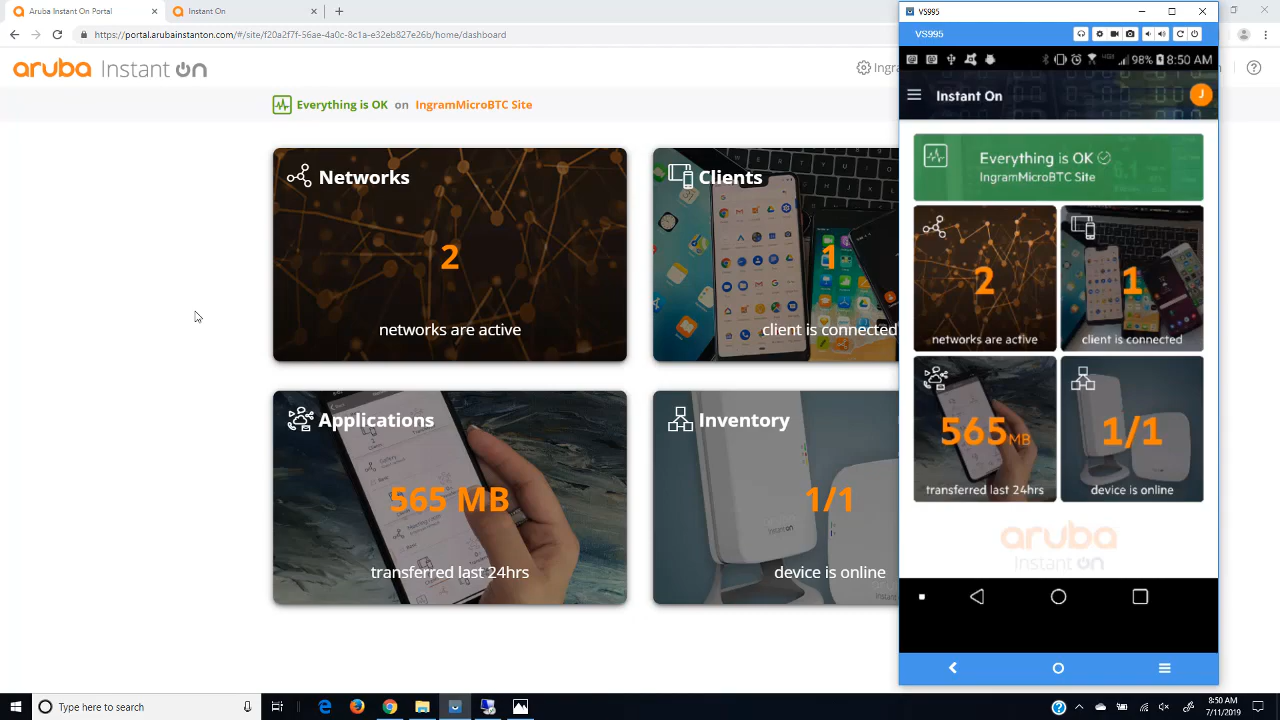 Aruba Instant On Portal
Instant On
https://portal.arubainstanton.com/#/site/f20a2f7f-56ae-4a0c-8c1a-e32db827e26b/home/dashboard
aruba Instant On
Ingra
Everything is OK on IngramMicroBTC Site
Networks
2
networks are active
Clients
1
client is connected
Applications
565 MB
transferred last 24hrs
Inventory
1/1
device is online
VS995
VS995
98% 8:50 AM
Instant On
J
Everything is OK
IngramMicroBTC Site
2
networks are active
1
client is connected
565MB
transferred last 24hrs
1/1
device is online
aruba
Instant On
Type here to search
8:50 AM
7/11/2019